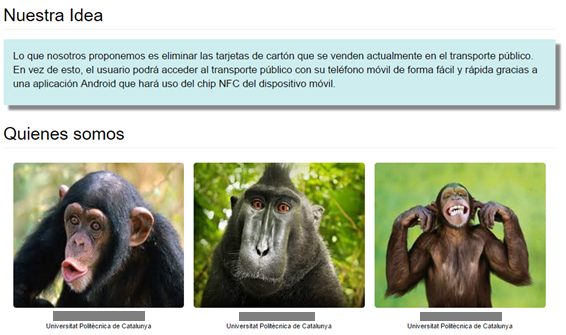 Nuestra Idea
Lo que nosotros proponemos es eliminar las tarjetas de cartón que se venden actualmente en el transporte público.
En vez de esto, el usuario podrá acceder al transporte público con su teléfono móvil de forma fácil y rápida gracias a
una aplicación Android que hará uso del chip NFC del dispositivo móvil.
Quienes somos
Universitat Politècnica de Catalunya
Universitat Politècnica de Catalunya
Universitat Politècnica de Catalunya